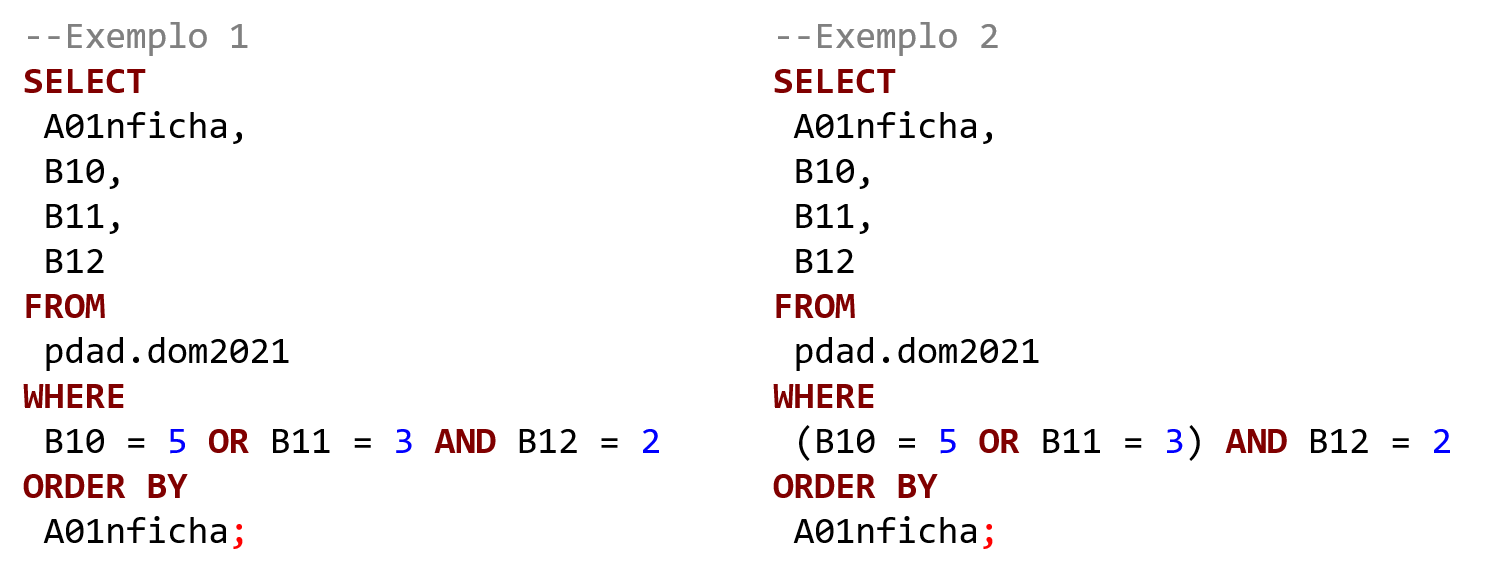 --Exemplo 1
SELECT
A01nficha,
B10,
B11,
B12
FROM
pdad.dom2021
WHERE
B10 = 5 OR B11 = 3 AND B12 = 2
ORDER BY
A01nficha;
--Exemplo 2
SELECT
A01nficha,
B10,
B11,
B12
FROM
pdad.dom2021
WHERE
(B10 = 5 OR B11 = 3) AND B12 = 2
ORDER BY
A01nficha;